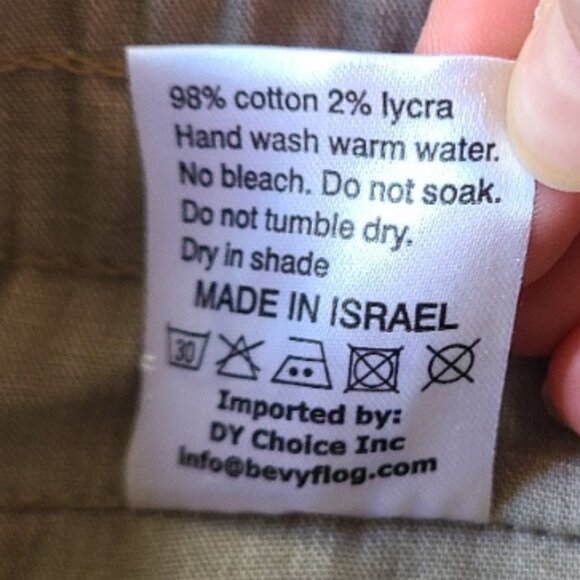 98% cotton 2% lycra
Hand wash warm water.
No bleach. Do not soak.
Do not tumble dry.
Dry in shade
MADE IN ISRAEL
30
Imported by:
DY Choice Inc
info@bevyflog.com